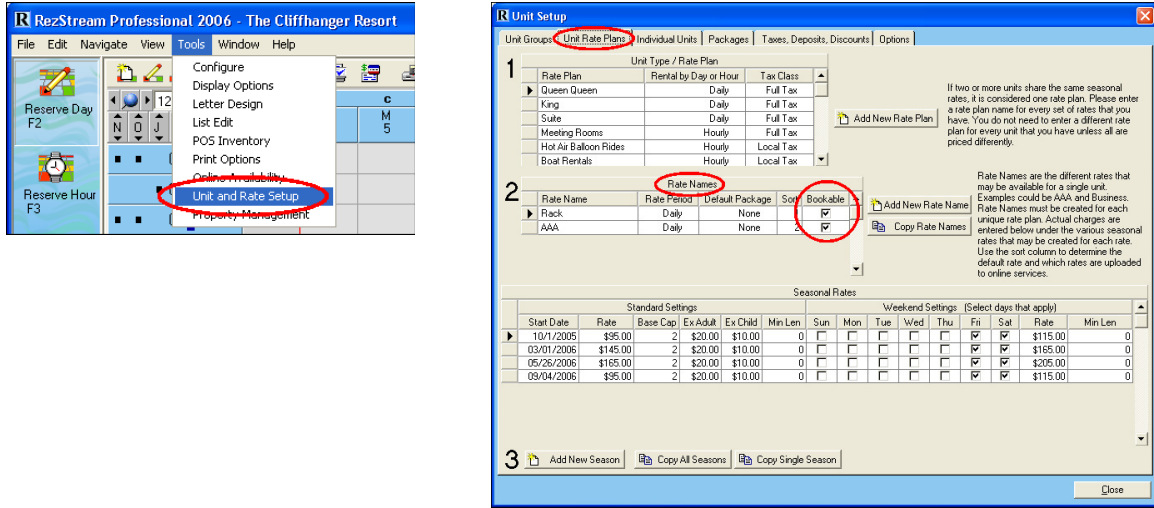 RezStream Professional 2006 - The Cliffhanger Resort
File Edit Navigate View Tools Window Help
Reserve Day
F2
Reserve Hour
F3
12
N O J
C
M
5
Configure
Display Options
Letter Design
List Edit
POS Inventory
Print Options
Online Availability
Unit and Rate Setup
Property Management
Unit Setup
Unit Groups Unit Rate Plans Individual Units Packages Taxes, Deposits, Discounts Options
1
Unit Type / Rate Plan
Rate Plan Rental by Day or Hour Tax Class
Queen Queen Daily Full Tax
King Daily Full Tax
Suite Daily Full Tax
Meeting Rooms Hourly Full Tax
Hot Air Balloon Rides Hourly Local Tax
Boat Rentals Hourly Local Tax
Add New Rate Plan
If two or more units share the same seasonal
rates, it is considered one rate plan. Please enter
a rate plan name for every set of rates that you
have. You do not need to enter a different rate
plan for every unit that you have unless all are
priced differently.
2
Rate Names
Rate Name Rate Period Default Package Sort Bookable
Rack Daily None
AAA Daily None 2
Add New Rate Name
Copy Rate Names
Rate Names are the different rates that
may be available for a single unit.
Examples could be AAA and Business.
Rate Names must be created for each
unique rate plan. Actual charges are
entered below under the various seasonal
rates that may be created for each rate.
Use the sort column to determine the
default rate and which rates are uploaded
to online services.
Seasonal Rates
Standard Settings Weekend Settings (Select days that apply)
Start Date Rate Base Cap Ex Adult Ex Child Min Len Sun Mon Tue Wed Thu Fri Sat Rate Min Len
10/1/2005 $95.00 2 $20.00 $10.00 0 $115.00 0
03/01/2006 $145.00 2 $20.00 $10.00 0 $165.00 0
05/26/2006 $165.00 2 $20.00 $10.00 0 $205.00 0
09/04/2006 $95.00 2 $20.00 $10.00 0 $115.00 0
3
Add New Season Copy All Seasons Copy Single Season
Close